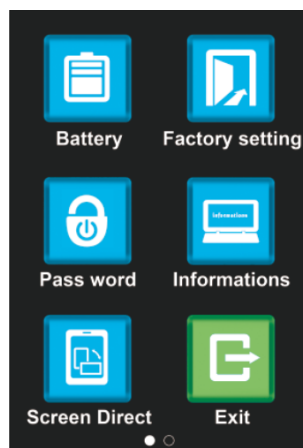 Battery
Factory setting
Informations
Pass word
Informations
Screen Direct
Exit